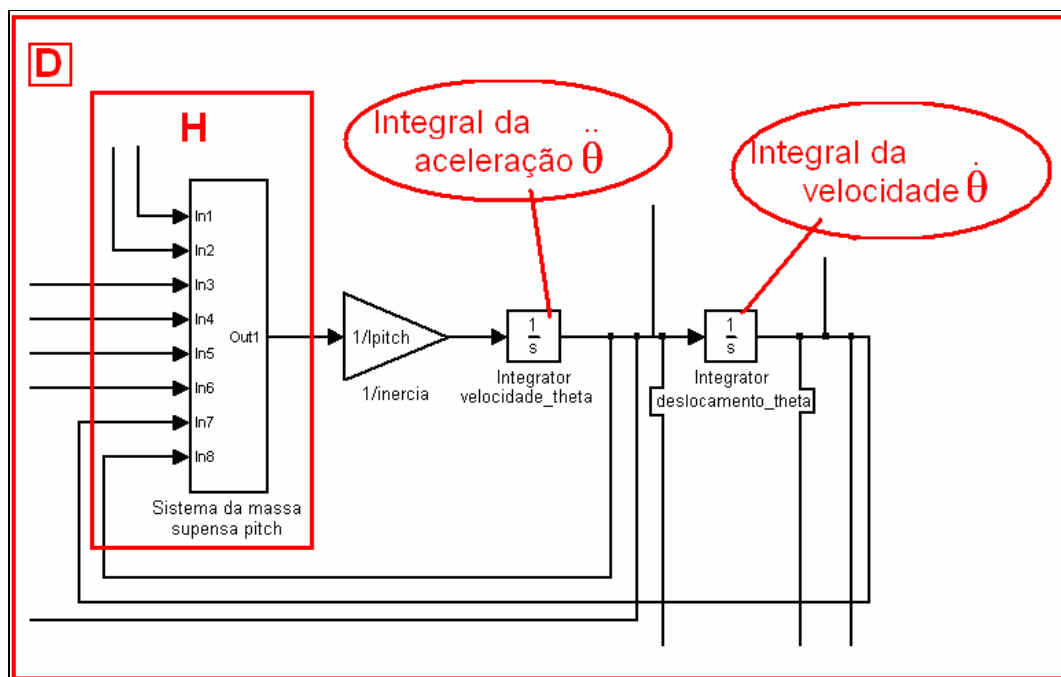 D
H
Integral da
aceleração θ̈
Integral da
velocidade θ̇
In1
In2
In3
In4
In5
In6
In7
In8
Out1
Sistema da massa
supensa pitch
1/Ipitch
1/inercia
1
s
Integrator
velocidade_theta
1
s
Integrator
deslocamento_theta